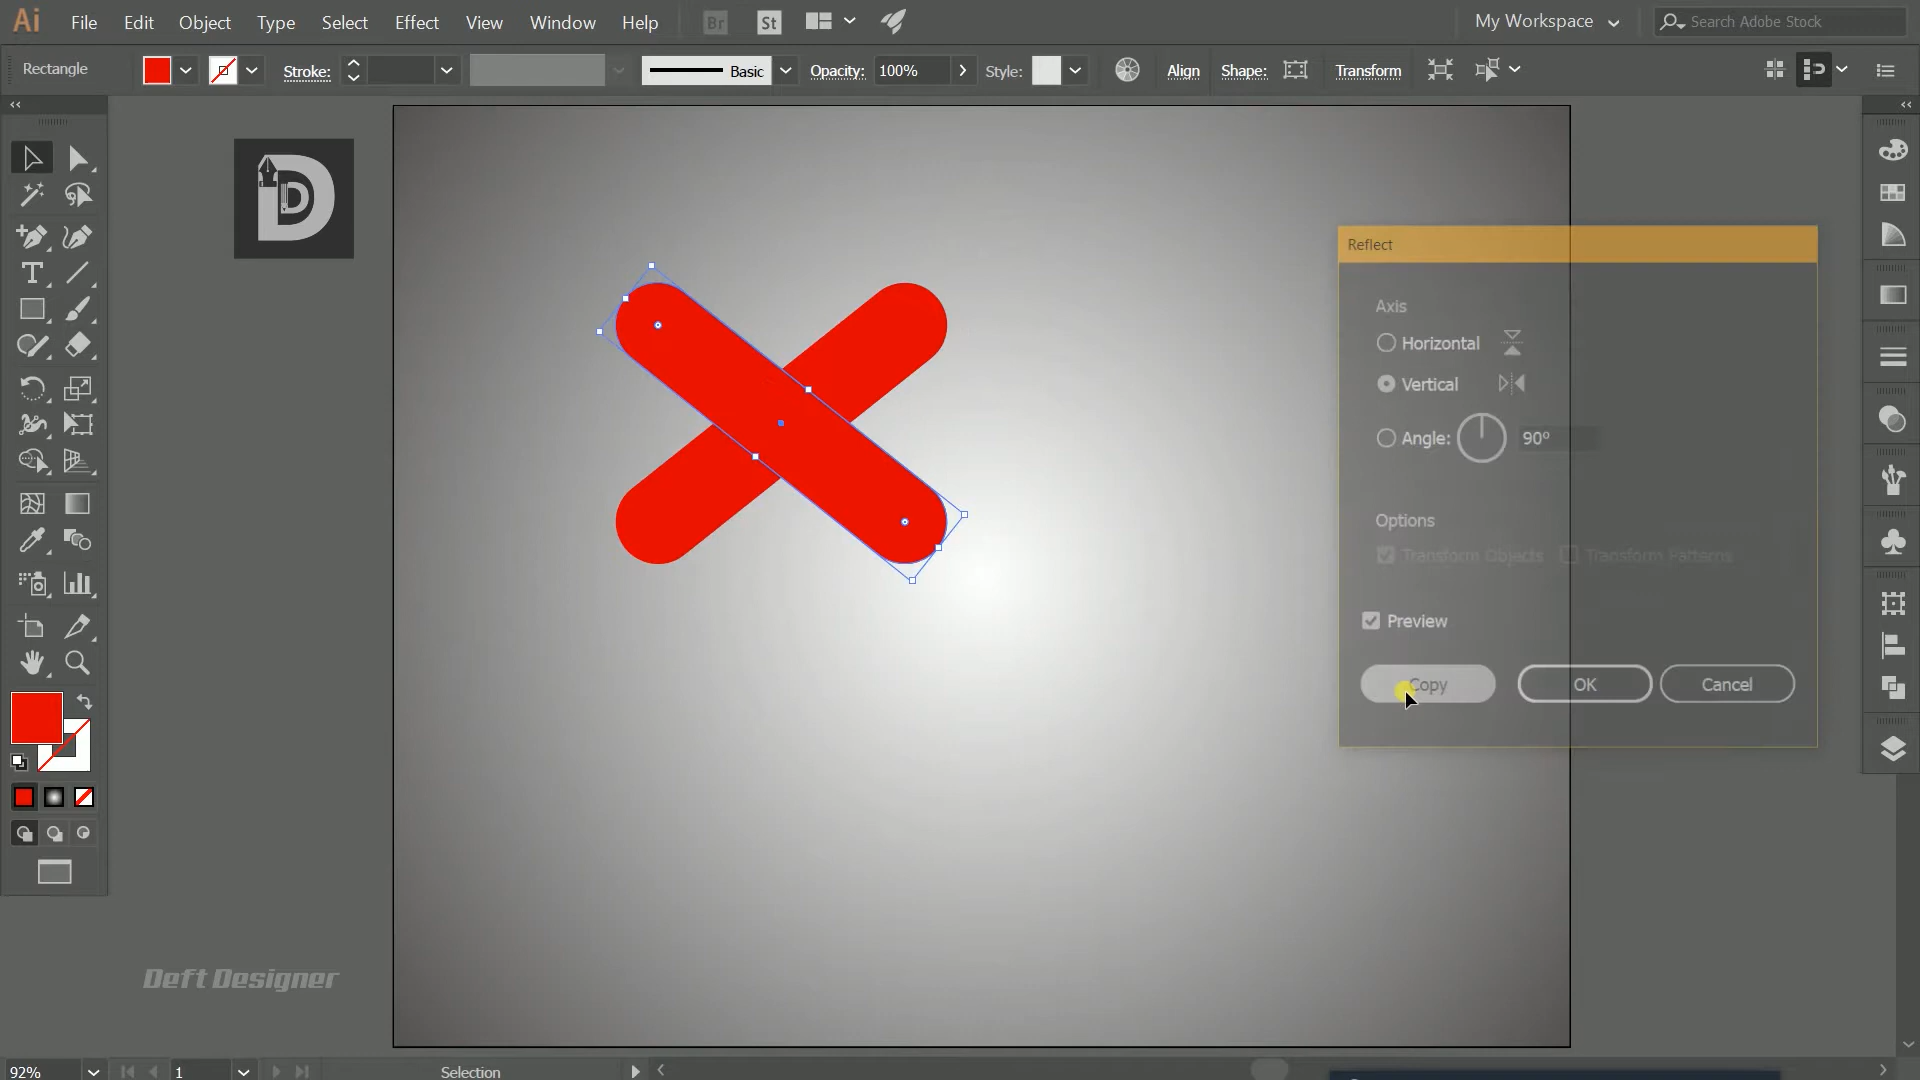 Ai File Edit Object Type Select Effect View Window Help Br St My Workspace Search Adobe Stock
Rectangle Stroke: Basic Opacity: 100% Style: Align Shape: Transform
D
Reflect
Axis
Horizontal
Vertical
Angle: 90°
Options
Transform Objects Transform Patterns
Preview
Copy OK Cancel
Deft Designer
92% 1 Selection